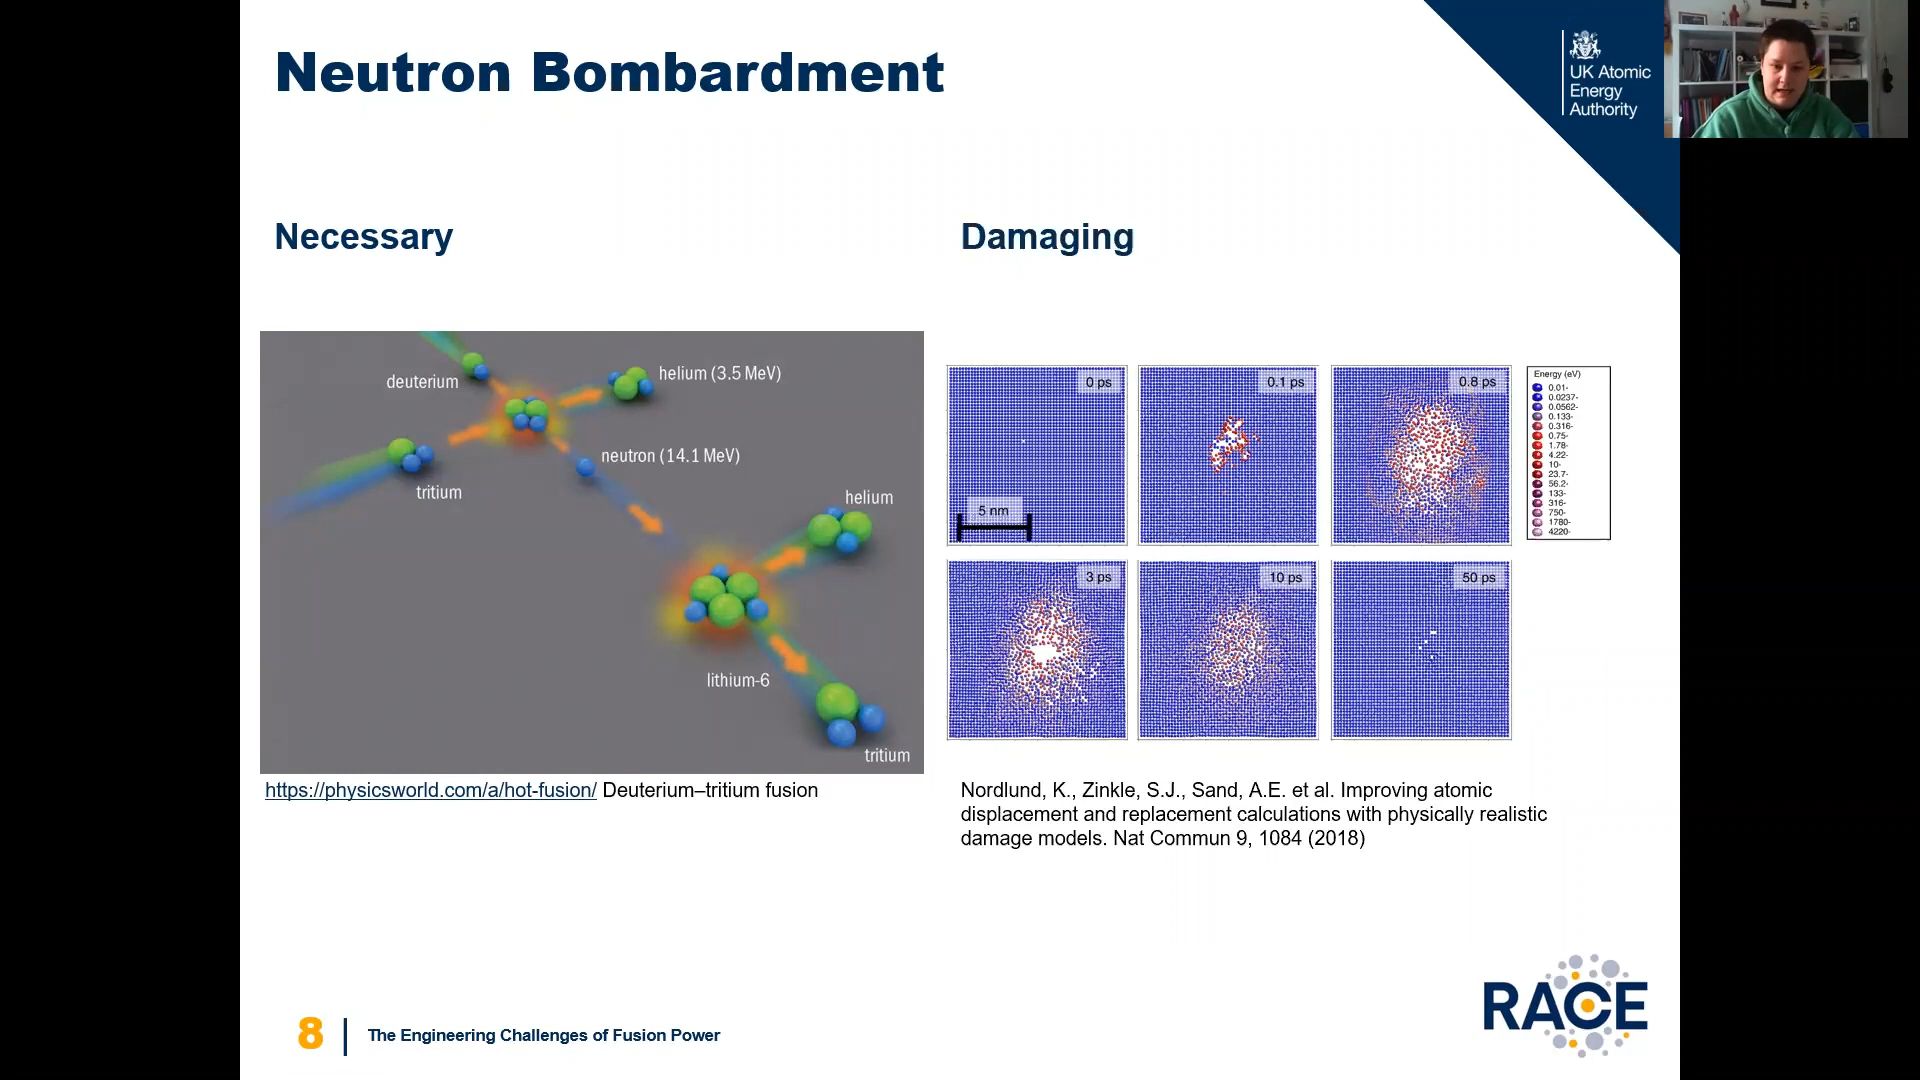 Neutron Bombardment
UK Atomic
Energy
Authority
Necessary
Damaging
deuterium
helium (3.5 MeV)
neutron (14.1 MeV)
tritium
helium
lithium-6
tritium
0 ps
5 nm
0.1 ps
0.8 ps
3 ps
10 ps
50 ps
Energy (eV)
0.01-
0.0237-
0.0562-
0.133-
0.316-
0.75-
1.78-
4.22-
10-
23.7-
56.2-
133-
316-
750-
1780-
4220-
https://physicsworld.com/a/hot-fusion/ Deuterium–tritium fusion
Nordlund, K., Zinkle, S.J., Sand, A.E. et al. Improving atomic
displacement and replacement calculations with physically realistic
damage models. Nat Commun 9, 1084 (2018)
8
The Engineering Challenges of Fusion Power
RACE